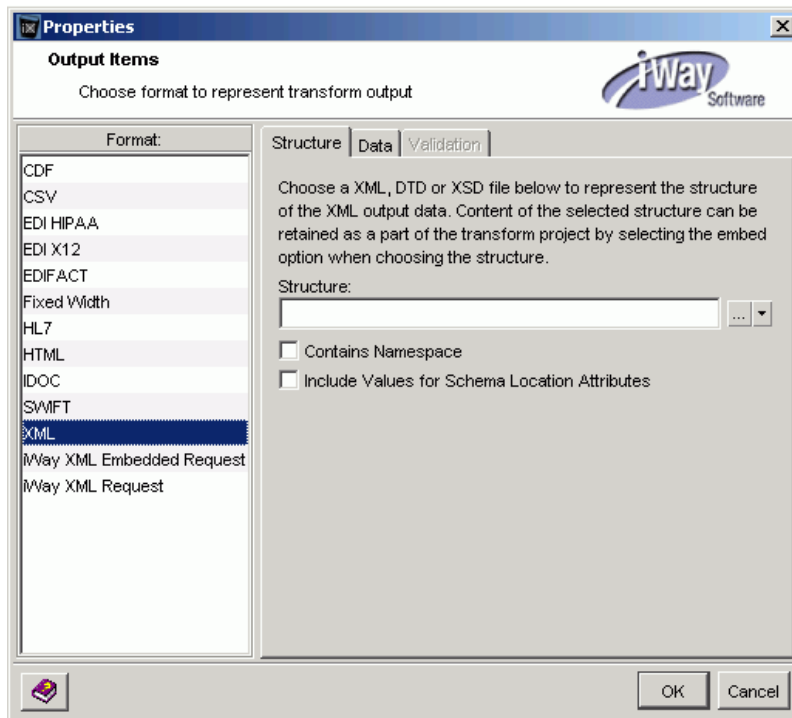 Properties
Output Items
Choose format to represent transform output
iWay
Software
Format:
CDF
CSV
EDI HIPAA
EDI X12
EDIFACT
Fixed Width
HL7
HTML
IDOC
SWIFT
XML
iWay XML Embedded Request
iWay XML Request
Structure Data Validation
Choose a XML, DTD or XSD file below to represent the structure
of the XML output data. Content of the selected structure can be
retained as a part of the transform project by selecting the embed
option when choosing the structure.
Structure:
...
Contains Namespace
Include Values for Schema Location Attributes
OK Cancel